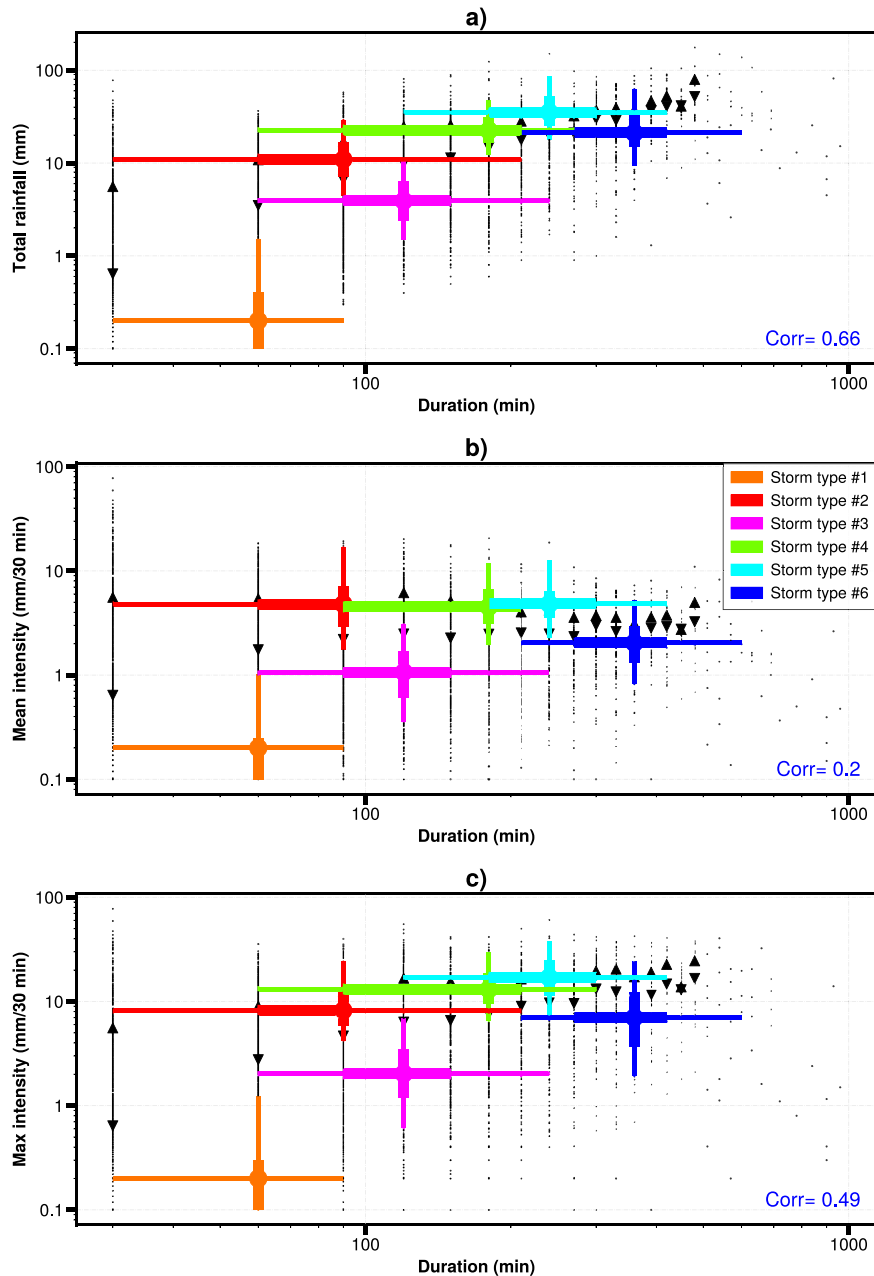 a)
Total rainfall (mm)
100
10
1
0.1
Corr= 0.66
100
1000
Duration (min)
b)
Mean intensity (mm/30 min)
100
10
1
0.1
Storm type #1
Storm type #2
Storm type #3
Storm type #4
Storm type #5
Storm type #6
Corr= 0.2
100
1000
Duration (min)
c)
Max intensity (mm/30 min)
100
10
1
0.1
Corr= 0.49
100
1000
Duration (min)